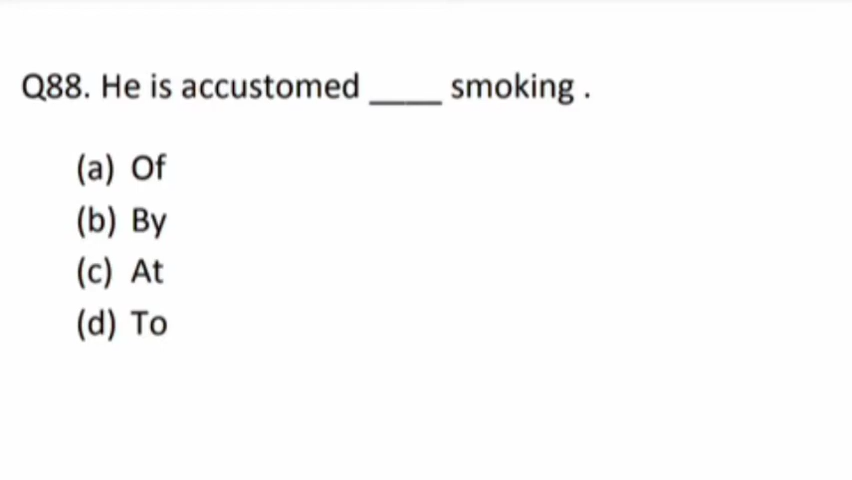 Q88. He is accustomed ____ smoking .
(a) Of
(b) By
(c) At
(d) To